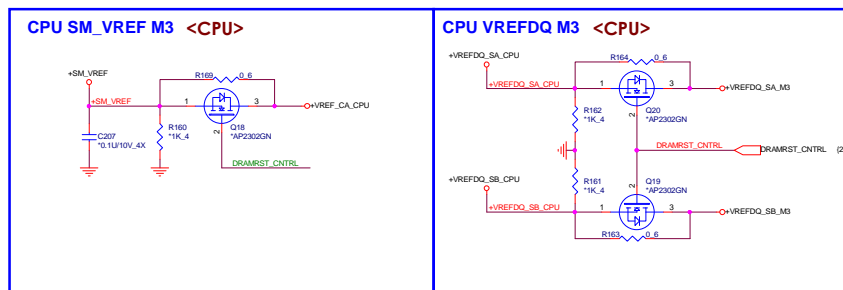 CPU SM_VREF M3 <CPU>
+SM_VREF
R169 0_6
+SM_VREF
1
3
+VREF_CA_CPU
C207
*0.1U/10V_4X
R160
*1K_4
2
Q18
*AP2302GN
DRAMRST_CNTRL
CPU VREFDQ M3 <CPU>
+VREFDQ_SA_CPU
R164 0_6
+VREFDQ_SA_CPU
1
3
+VREFDQ_SA_M3
R162
*1K_4
2
Q20
*AP2302GN
DRAMRST_CNTRL
DRAMRST_CNTRL (2
+VREFDQ_SB_CPU
R161
*1K_4
2
Q19
*AP2302GN
+VREFDQ_SB_CPU
1
3
+VREFDQ_SB_M3
R163 0_6